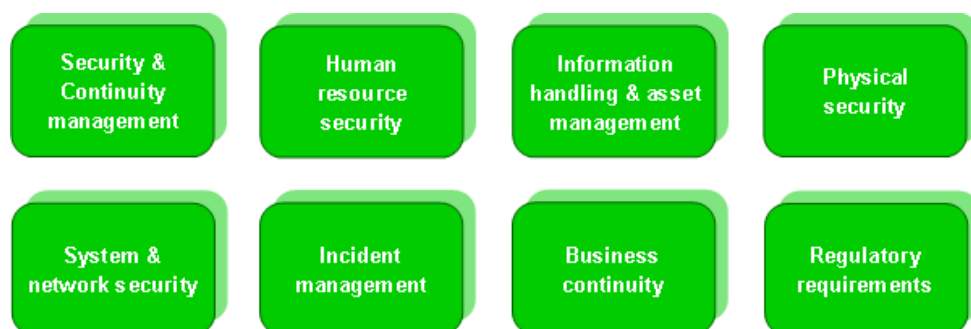 Security &
Continuity
management
Human
resource
security
Information
handling & asset
management
Physical
security
System &
network security
Incident
management
Business
continuity
Regulatory
requirements